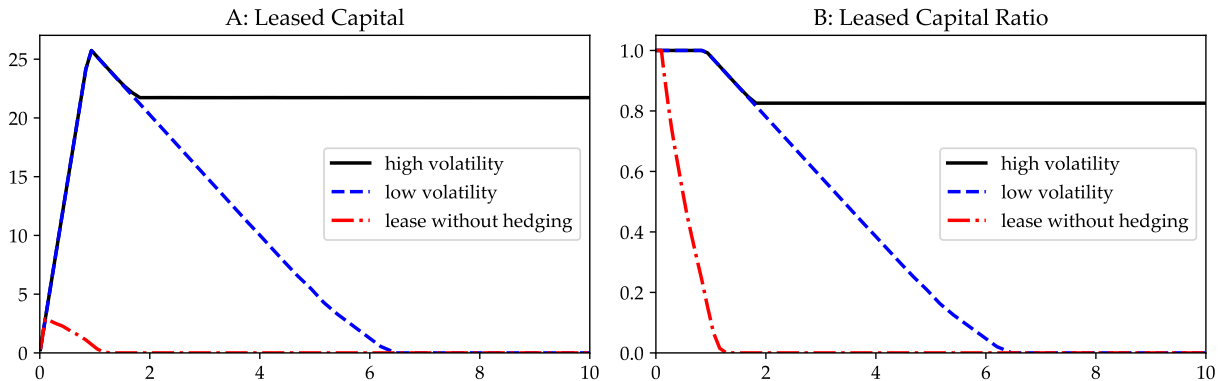 A: Leased Capital
25
20
15
10
5
0
0 2 4 6 8 10
high volatility
low volatility
lease without hedging
B: Leased Capital Ratio
1.0
0.8
0.6
0.4
0.2
0.0
0 2 4 6 8 10
high volatility
low volatility
lease without hedging